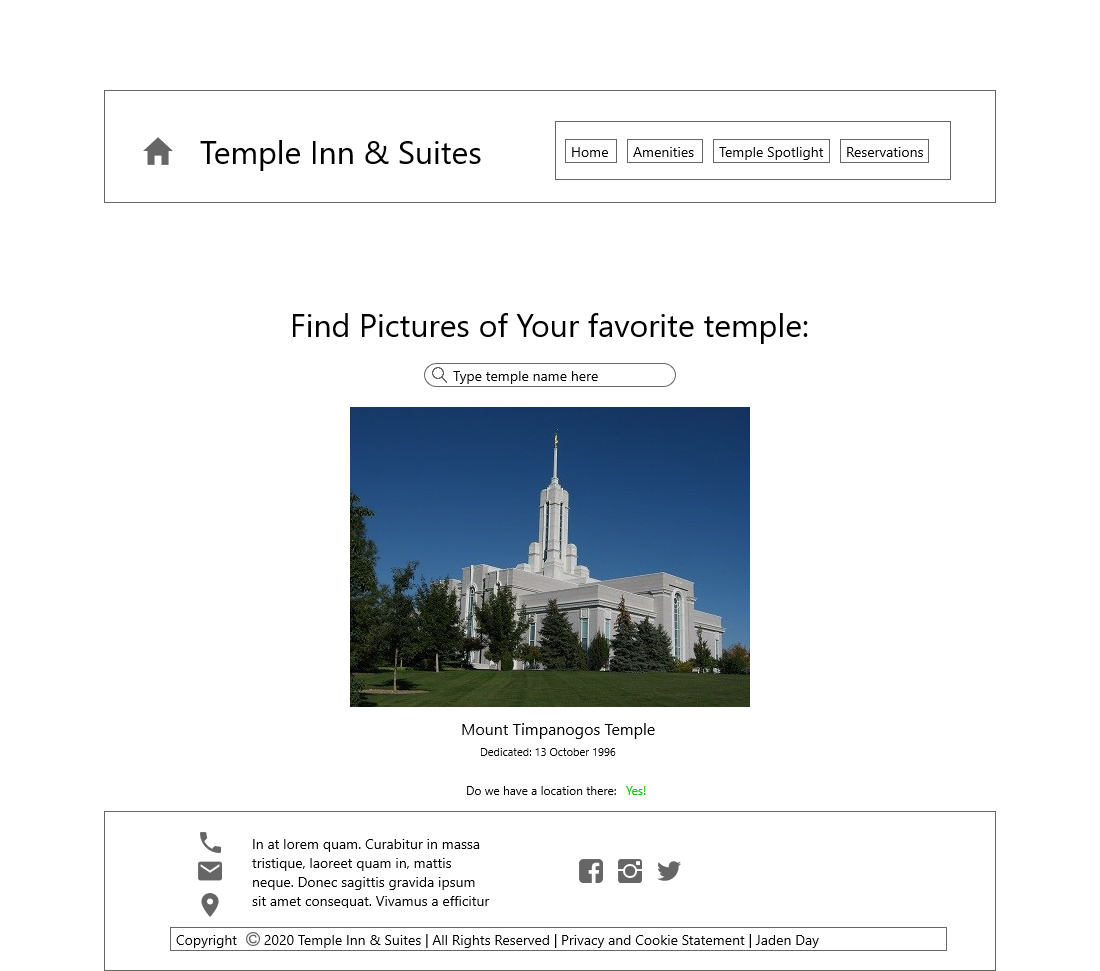 Temple Inn & Suites
Home
Amenities
Temple Spotlight
Reservations
Find Pictures of Your favorite temple:
Type temple name here
Mount Timpanogos Temple
Dedicated: 13 October 1996
Do we have a location there: Yes!
In at lorem quam. Curabitur in massa
tristique, laoreet quam in, mattis
neque. Donec sagittis gravida ipsum
sit amet consequat. Vivamus a efficitur
Copyright © 2020 Temple Inn & Suites | All Rights Reserved | Privacy and Cookie Statement | Jaden Day